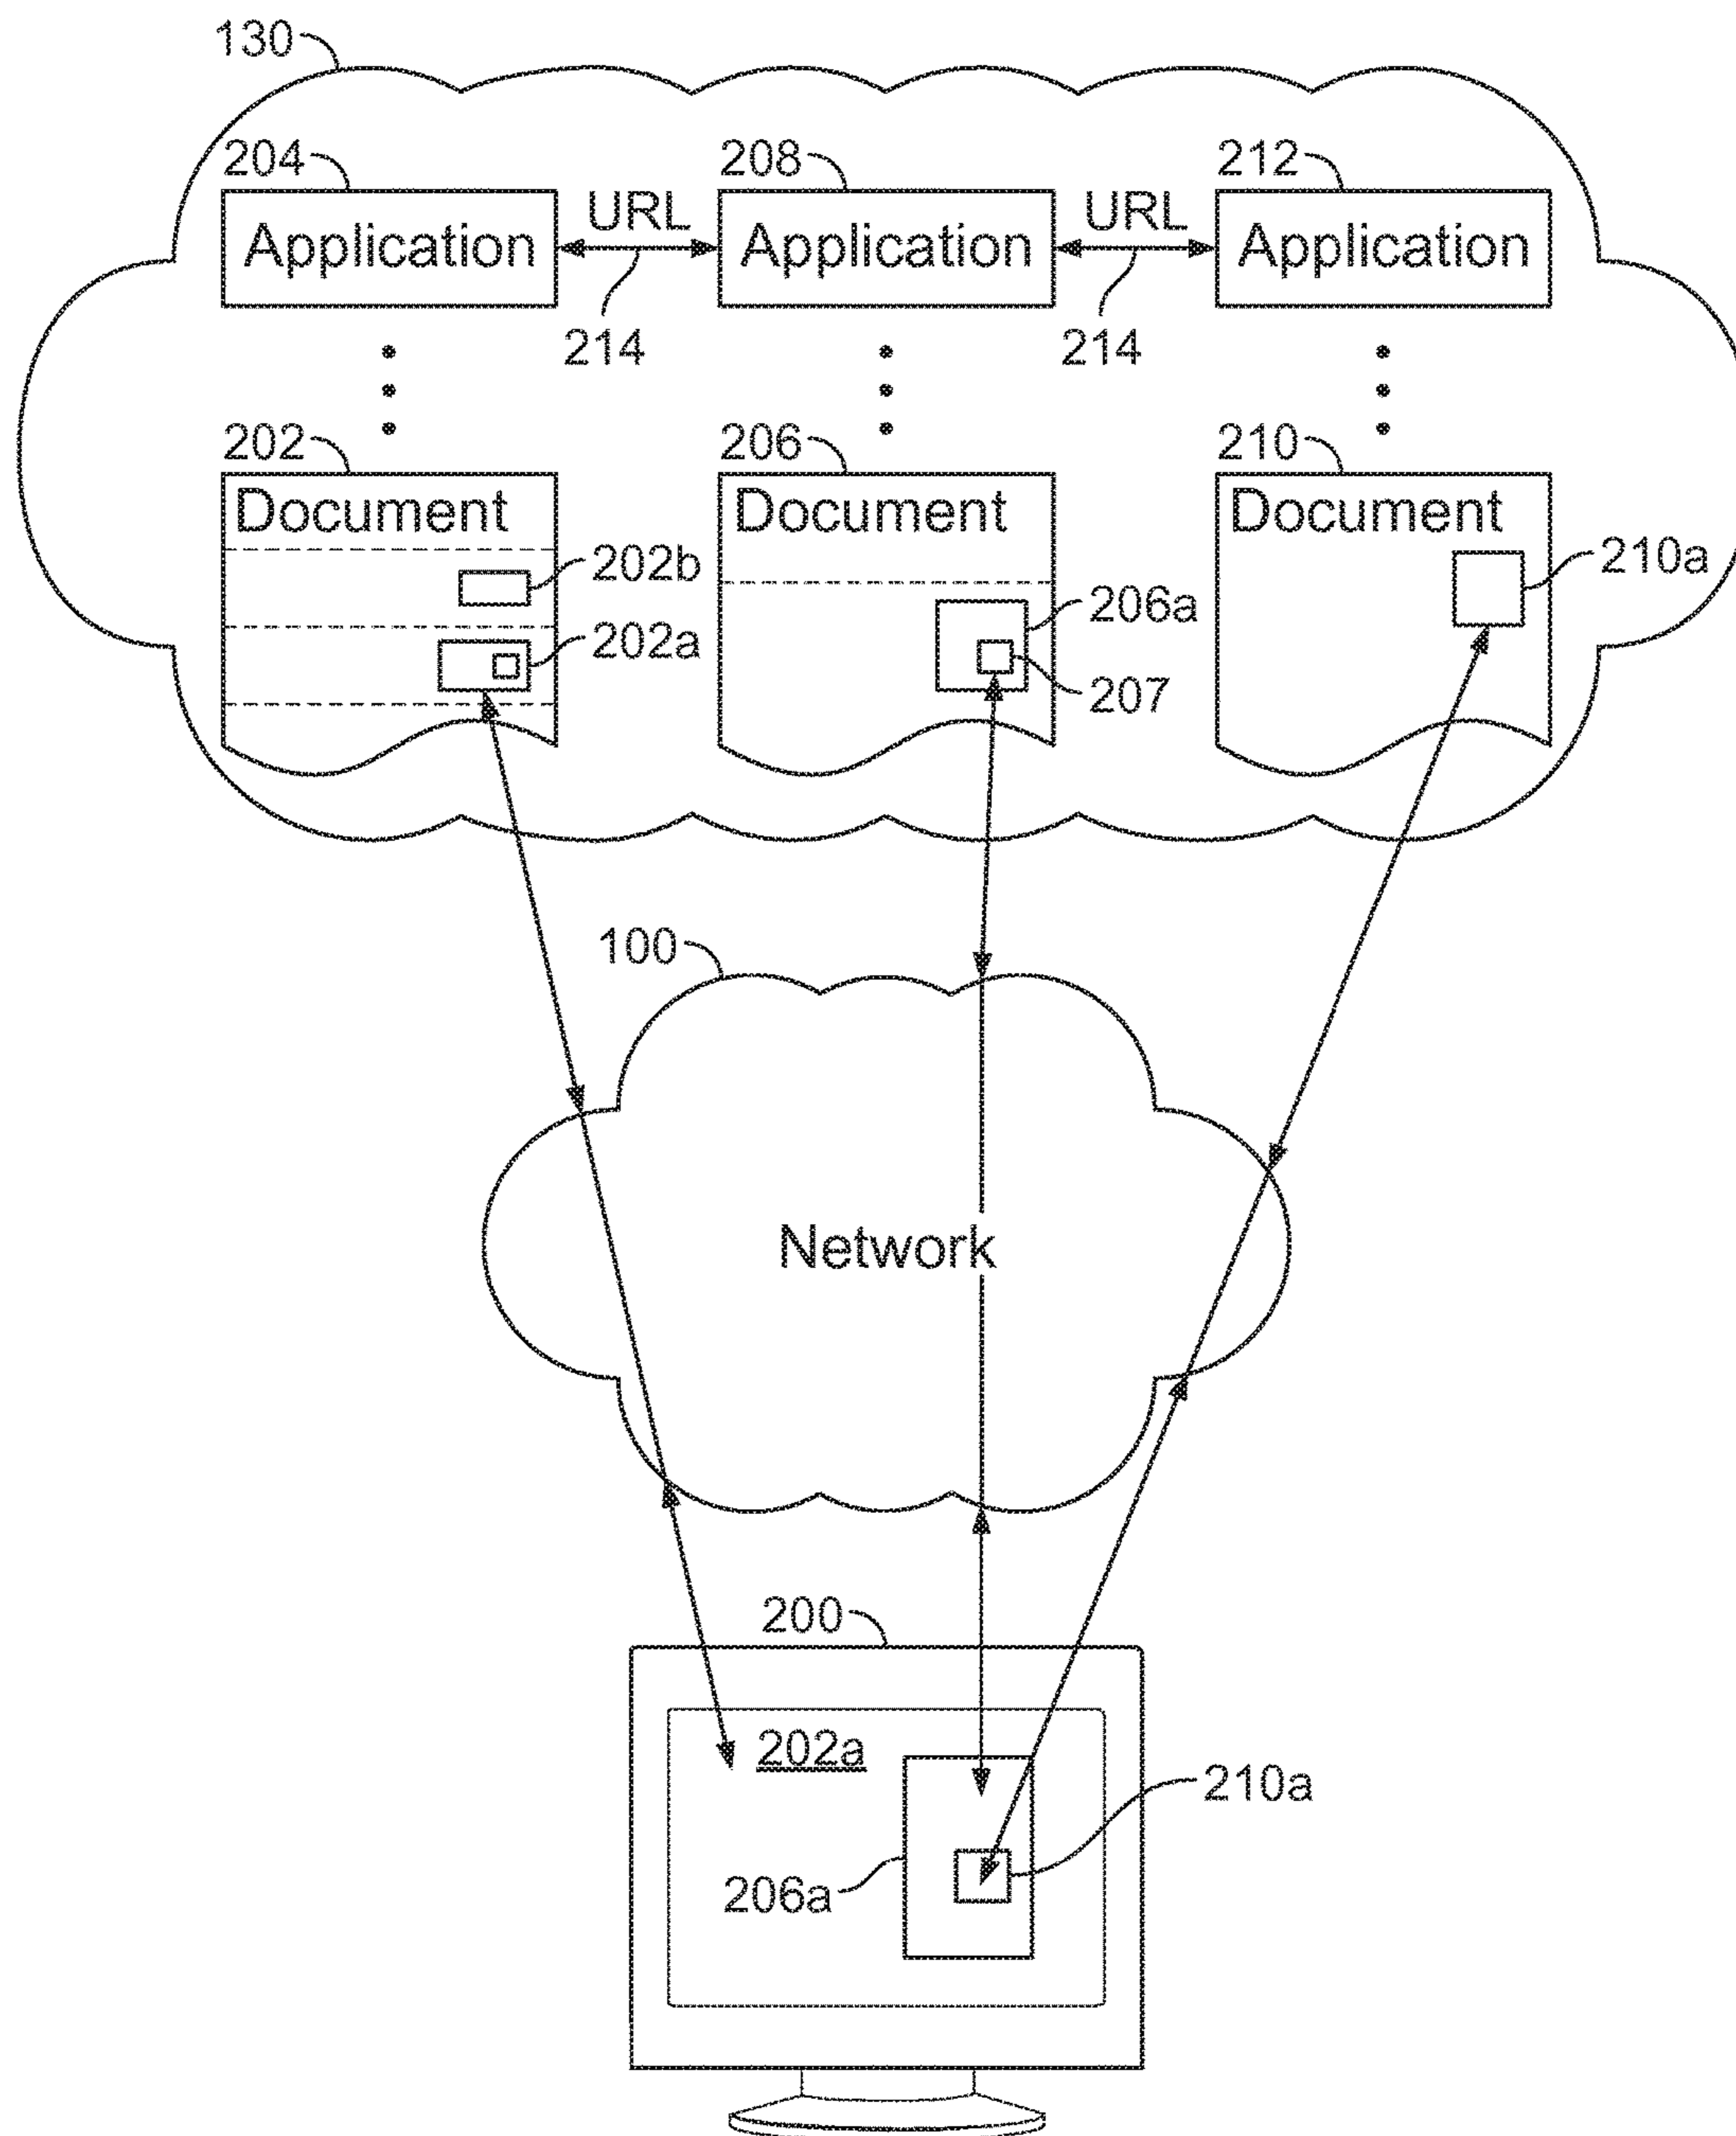 130
204
208
212
Application
URL
Application
URL
Application
214
214
202
206
210
Document
Document
Document
202b
210a
206a
202a
207
100
Network
200
202a
210a
206a